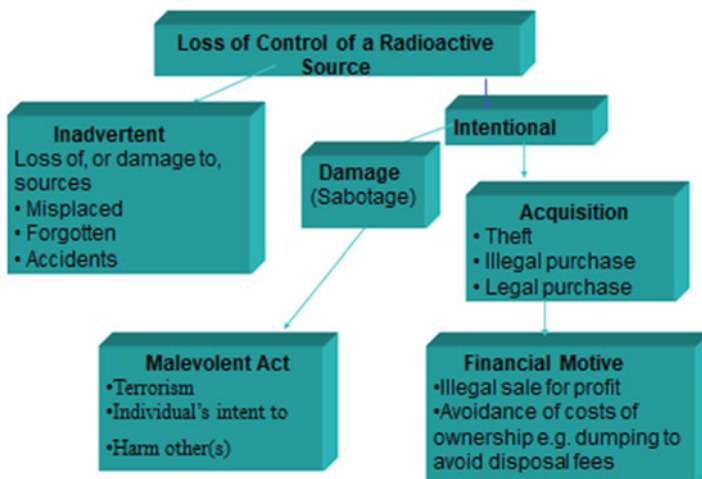 Loss of Control of a Radioactive
Source
Inadvertent
Loss of, or damage to,
sources
• Misplaced
• Forgotten
• Accidents
Intentional
Damage
(Sabotage)
Acquisition
• Theft
• Illegal purchase
• Legal purchase
Malevolent Act
•Terrorism
•Individual's intent to
•Harm other(s)
Financial Motive
•Illegal sale for profit
•Avoidance of costs of
ownership e.g. dumping to
avoid disposal fees